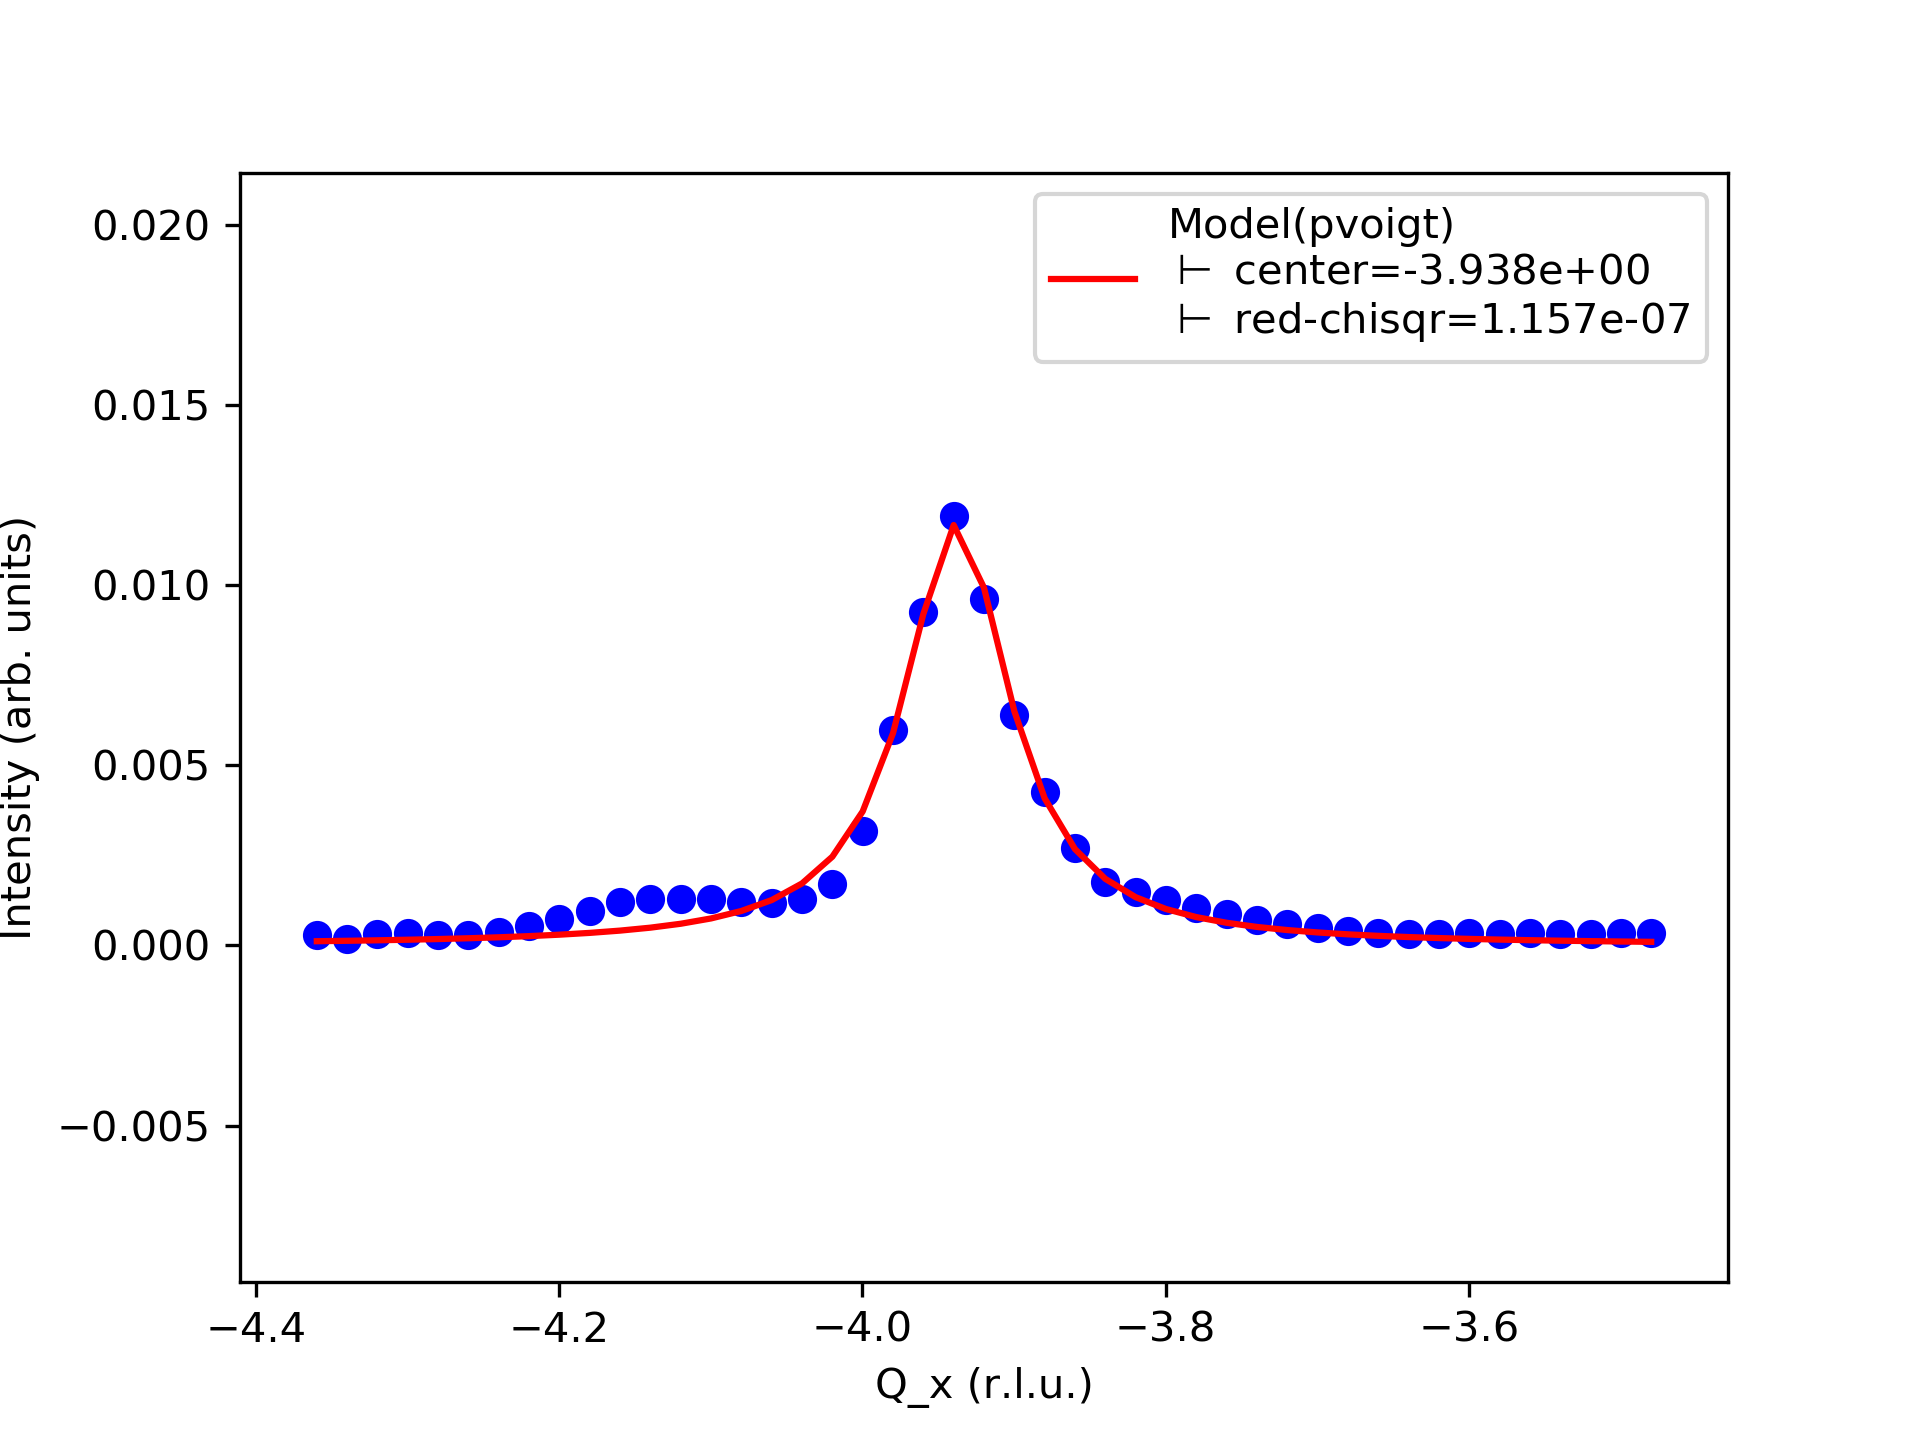 Model(pvoigt)
⊢ center=-3.938e+00
⊢ red-chisqr=1.157e-07
0.020
0.015
0.010
0.005
0.000
−0.005
Intensity (arb. units)
−4.4 −4.2 −4.0 −3.8 −3.6
Q_x (r.l.u.)